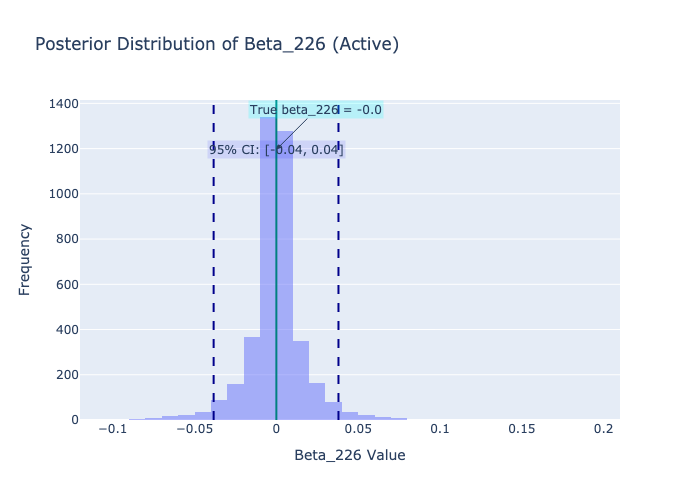 Posterior Distribution of Beta_226 (Active)
True beta_226 = -0.0
95% CI: [-0.04, 0.04]
1400
1200
1000
800
600
400
200
0
Frequency
−0.1 −0.05 0 0.05 0.1 0.15 0.2
Beta_226 Value